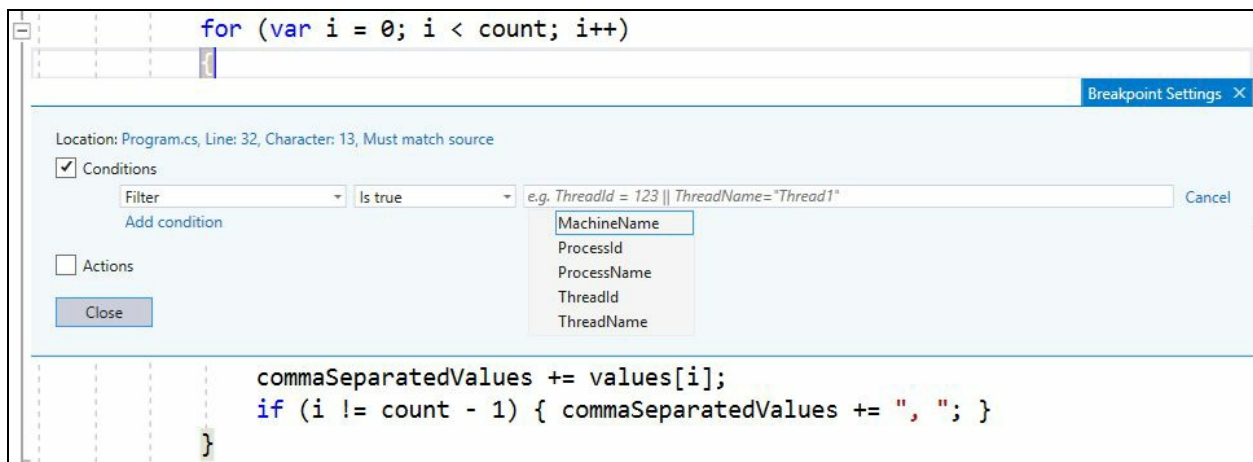 for (var i = 0; i < count; i++)
{
Breakpoint Settings ×
Location: Program.cs, Line: 32, Character: 13, Must match source
Conditions
Filter Is true e.g. ThreadId = 123 || ThreadName="Thread1" Cancel
Add condition
MachineName
ProcessId
ProcessName
ThreadId
ThreadName
Actions
Close
commaSeparatedValues += values[i];
if (i != count - 1) { commaSeparatedValues += ", "; }
}